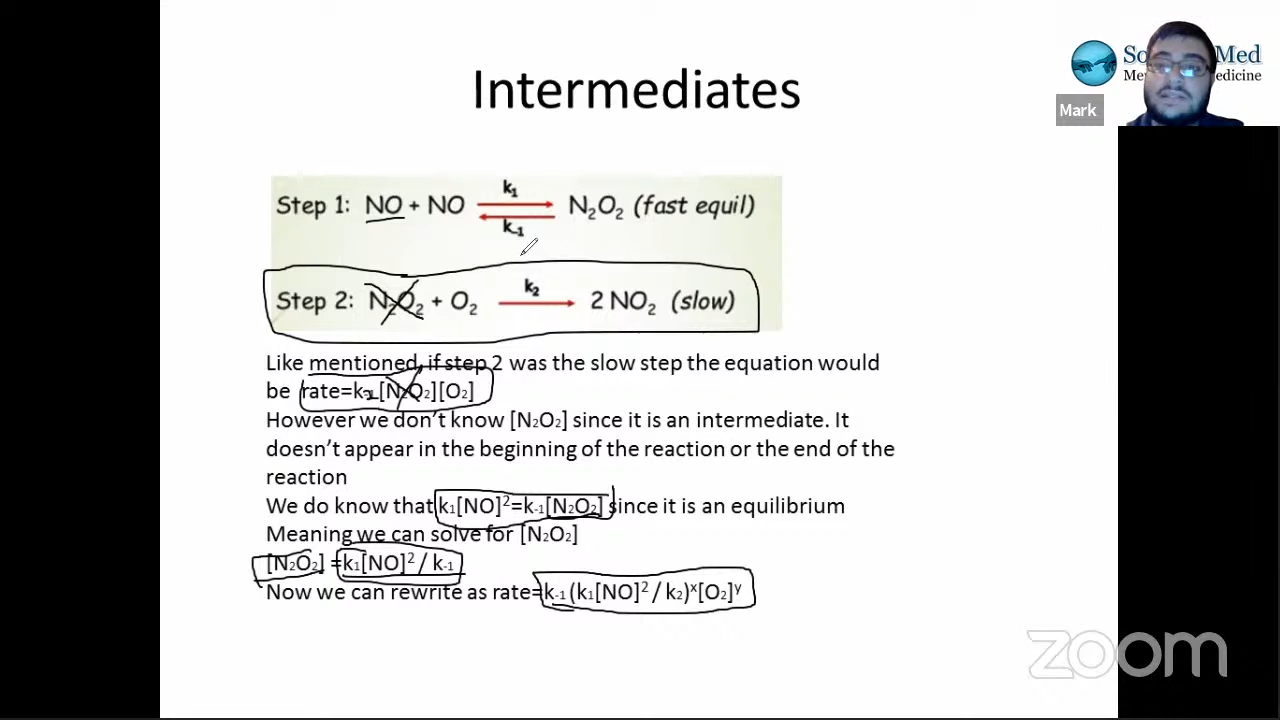 Intermediates
Mark
Step 1: NO + NO k₁ k₋₁ N₂O₂ (fast equil)
Step 2: N₂O₂ + O₂ k₂ 2 NO₂ (slow)
Like mentioned, if step 2 was the slow step the equation would
be rate=k₋₁[N₂O₂][O₂]
However we don't know [N₂O₂] since it is an intermediate. It
doesn't appear in the beginning of the reaction or the end of the
reaction
We do know that k₁[NO]²=k₋₁[N₂O₂] since it is an equilibrium
Meaning we can solve for [N₂O₂]
[N₂O₂] =k₁[NO]² / k₋₁
Now we can rewrite as rate=k₋₁(k₁[NO]² / k₂)ˣ[O₂]ʸ
zoom